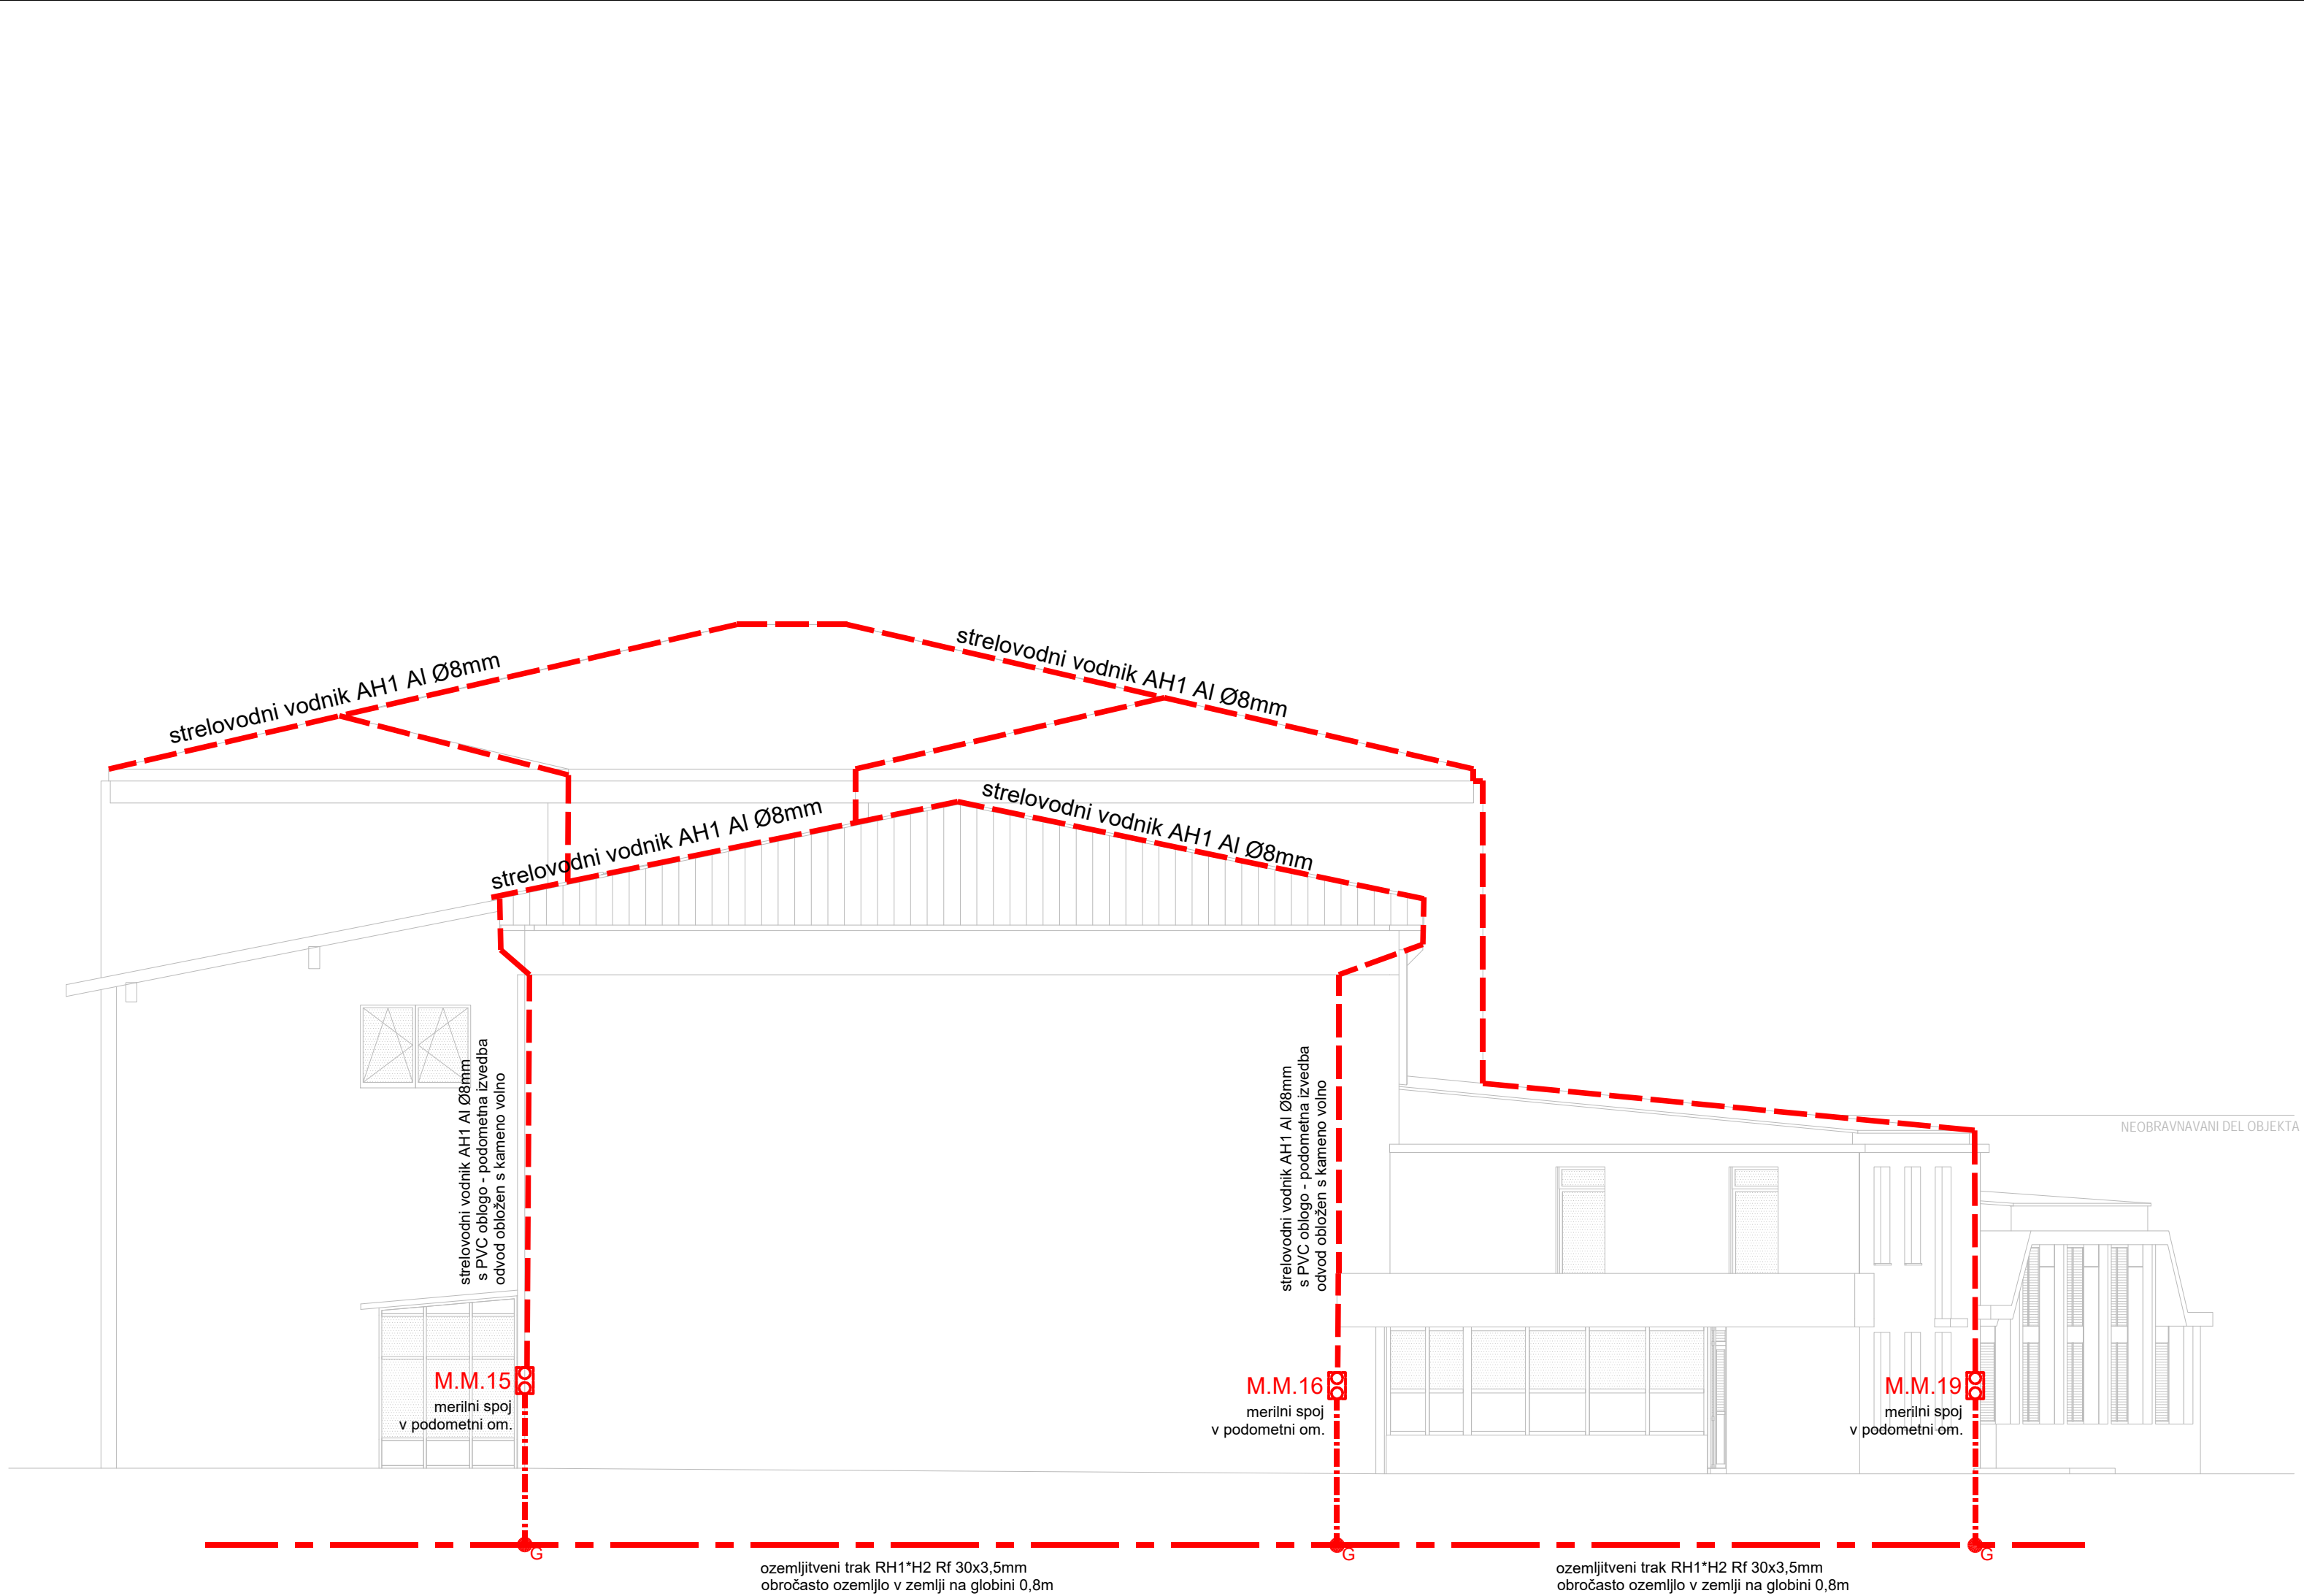 strelovodni vodnik AH1 Al Ø8mm
strelovodni vodnik AH1 Al Ø8mm
strelovodni vodnik AH1 Al Ø8mm
strelovodni vodnik AH1 Al Ø8mm
strelovodni vodnik AH1 Al Ø8mm
s PVC oblogo - podometna izvedba
odvod obložen s kameno volno
strelovodni vodnik AH1 Al Ø8mm
s PVC oblogo - podometna izvedba
odvod obložen s kameno volno
NEOBRAVNAVANI DEL OBJEKTA
M.M.15
merilni spoj
v podometni om.
M.M.16
merilni spoj
v podometni om.
M.M.19
merilni spoj
v podometni om.
G
G
G
ozemljitveni trak RH1*H2 Rf 30x3,5mm
obročasto ozemljlo v zemlji na globini 0,8m
ozemljitveni trak RH1*H2 Rf 30x3,5mm
obročasto ozemljlo v zemlji na globini 0,8m